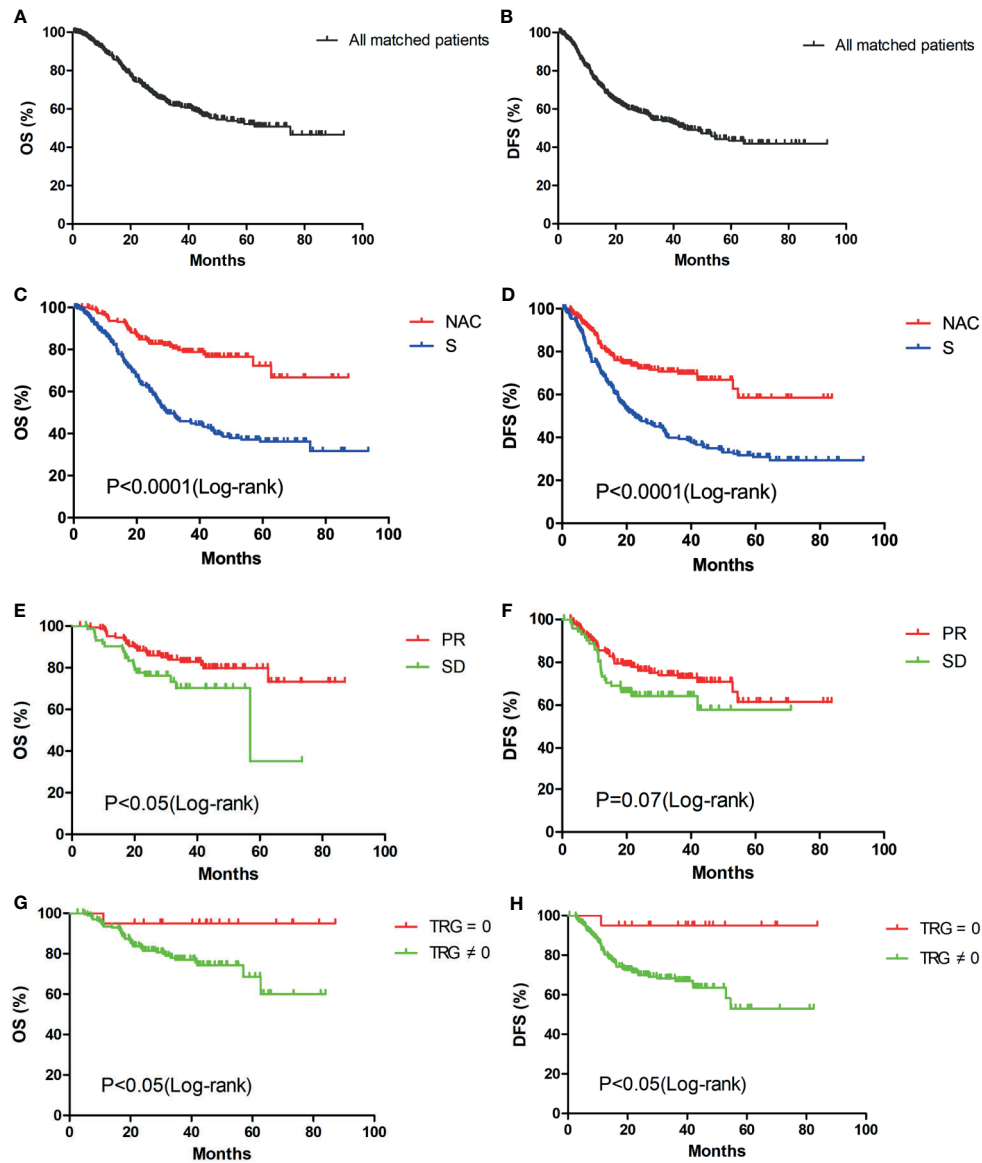 A
100
80
60
40
20
0
OS (%)
0
20
40
60
80
100
Months
All matched patients
B
100
80
60
40
20
0
DFS (%)
0
20
40
60
80
100
Months
All matched patients
C
100
80
60
40
20
0
OS (%)
0
20
40
60
80
100
Months
NAC
S
P<0.0001(Log-rank)
D
100
80
60
40
20
0
DFS (%)
0
20
40
60
80
100
Months
NAC
S
P<0.0001(Log-rank)
E
100
80
60
40
20
0
OS (%)
0
20
40
60
80
100
Months
PR
SD
P<0.05(Log-rank)
F
100
80
60
40
20
0
DFS (%)
0
20
40
60
80
100
Months
PR
SD
P=0.07(Log-rank)
G
100
80
60
40
20
0
OS (%)
0
20
40
60
80
100
Months
TRG = 0
TRG ≠ 0
P<0.05(Log-rank)
H
100
80
60
40
20
0
DFS (%)
0
20
40
60
80
100
Months
TRG = 0
TRG ≠ 0
P<0.05(Log-rank)